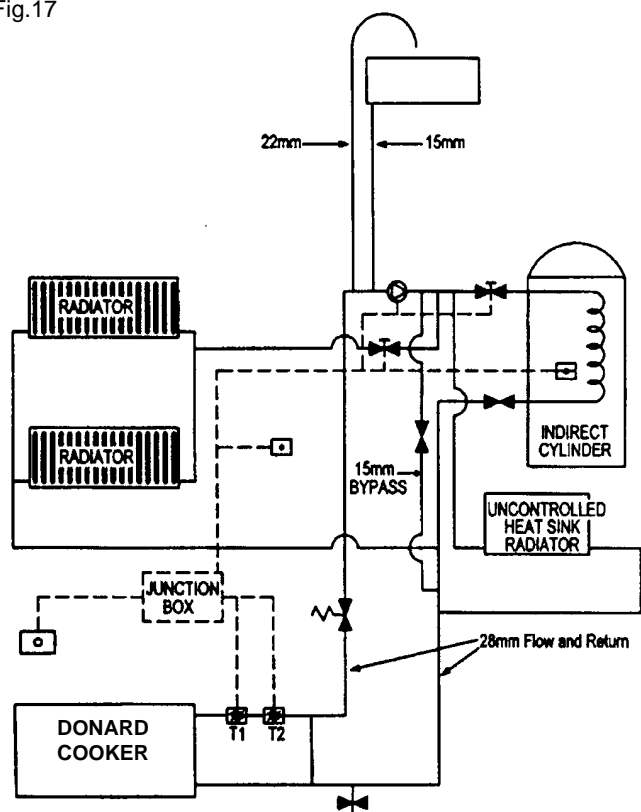 Fig.17
22mm
15mm
RADIATOR
RADIATOR
15mm
BYPASS
INDIRECT
CYLINDER
UNCONTROLLED
HEAT SINK
RADIATOR
JUNCTION
BOX
28mm Flow and Return
DONARD
COOKER
T1
T2